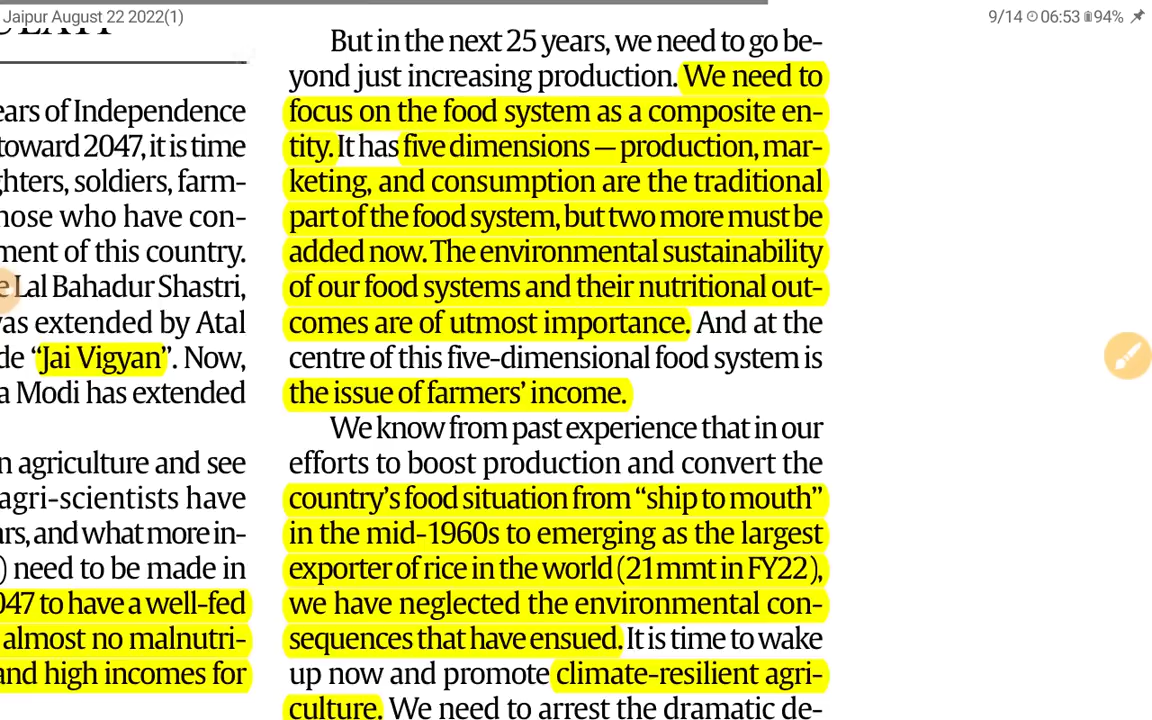 Jaipur August 22 2022(1)
9/14 06:53 94%
ears of Independence
toward 2047, it is time
ghters, soldiers, farm-
hose who have con-
ment of this country.
e Lal Bahadur Shastri,
vas extended by Atal
de “Jai Vigyan”. Now,
a Modi has extended
n agriculture and see
agri-scientists have
ars, and what more in-
) need to be made in
047 to have a well-fed
almost no malnutri-
and high incomes for
But in the next 25 years, we need to go be-
yond just increasing production. We need to
focus on the food system as a composite en-
tity. It has five dimensions — production, mar-
keting, and consumption are the traditional
part of the food system, but two more must be
added now. The environmental sustainability
of our food systems and their nutritional out-
comes are of utmost importance. And at the
centre of this five-dimensional food system is
the issue of farmers’ income.
We know from past experience that in our
efforts to boost production and convert the
country’s food situation from “ship to mouth”
in the mid-1960s to emerging as the largest
exporter of rice in the world (21mmt in FY22),
we have neglected the environmental con-
sequences that have ensued. It is time to wake
up now and promote climate-resilient agri-
culture. We need to arrest the dramatic de-